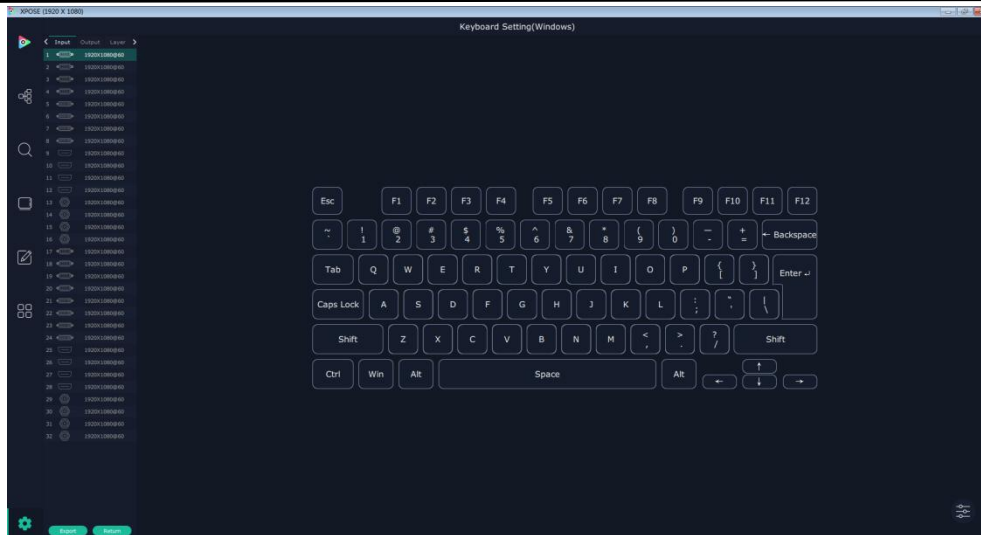 XPOSE (1920 X 1080)
Keyboard Setting(Windows)
Input Output Layer
1 1920X1080@60
2 1920X1080@60
3 1920X1080@60
4 1920X1080@60
5 1920X1080@60
6 1920X1080@60
7 1920X1080@60
8 1920X1080@60
9 1920X1080@60
10 1920X1080@60
11 1920X1080@60
12 1920X1080@60
13 1920X1080@60
14 1920X1080@60
15 1920X1080@60
16 1920X1080@60
17 1920X1080@60
18 1920X1080@60
19 1920X1080@60
20 1920X1080@60
21 1920X1080@60
22 1920X1080@60
23 1920X1080@60
24 1920X1080@60
25 1920X1080@60
26 1920X1080@60
27 1920X1080@60
28 1920X1080@60
29 1920X1080@60
30 1920X1080@60
31 1920X1080@60
32 1920X1080@60
Export Return
Esc F1 F2 F3 F4 F5 F6 F7 F8 F9 F10 F11 F12
~ ! @ # $ % ^ & * ( ) — +
` 1 2 3 4 5 6 7 8 9 0 - = ← Backspace
Tab Q W E R T Y U I O P { [ } ] Enter ↵
Caps Lock A S D F G H J K L : ; " ' | \
Shift Z X C V B N M < , > . ? / Shift
Ctrl Win Alt Space Alt ← ↑ ↓ →